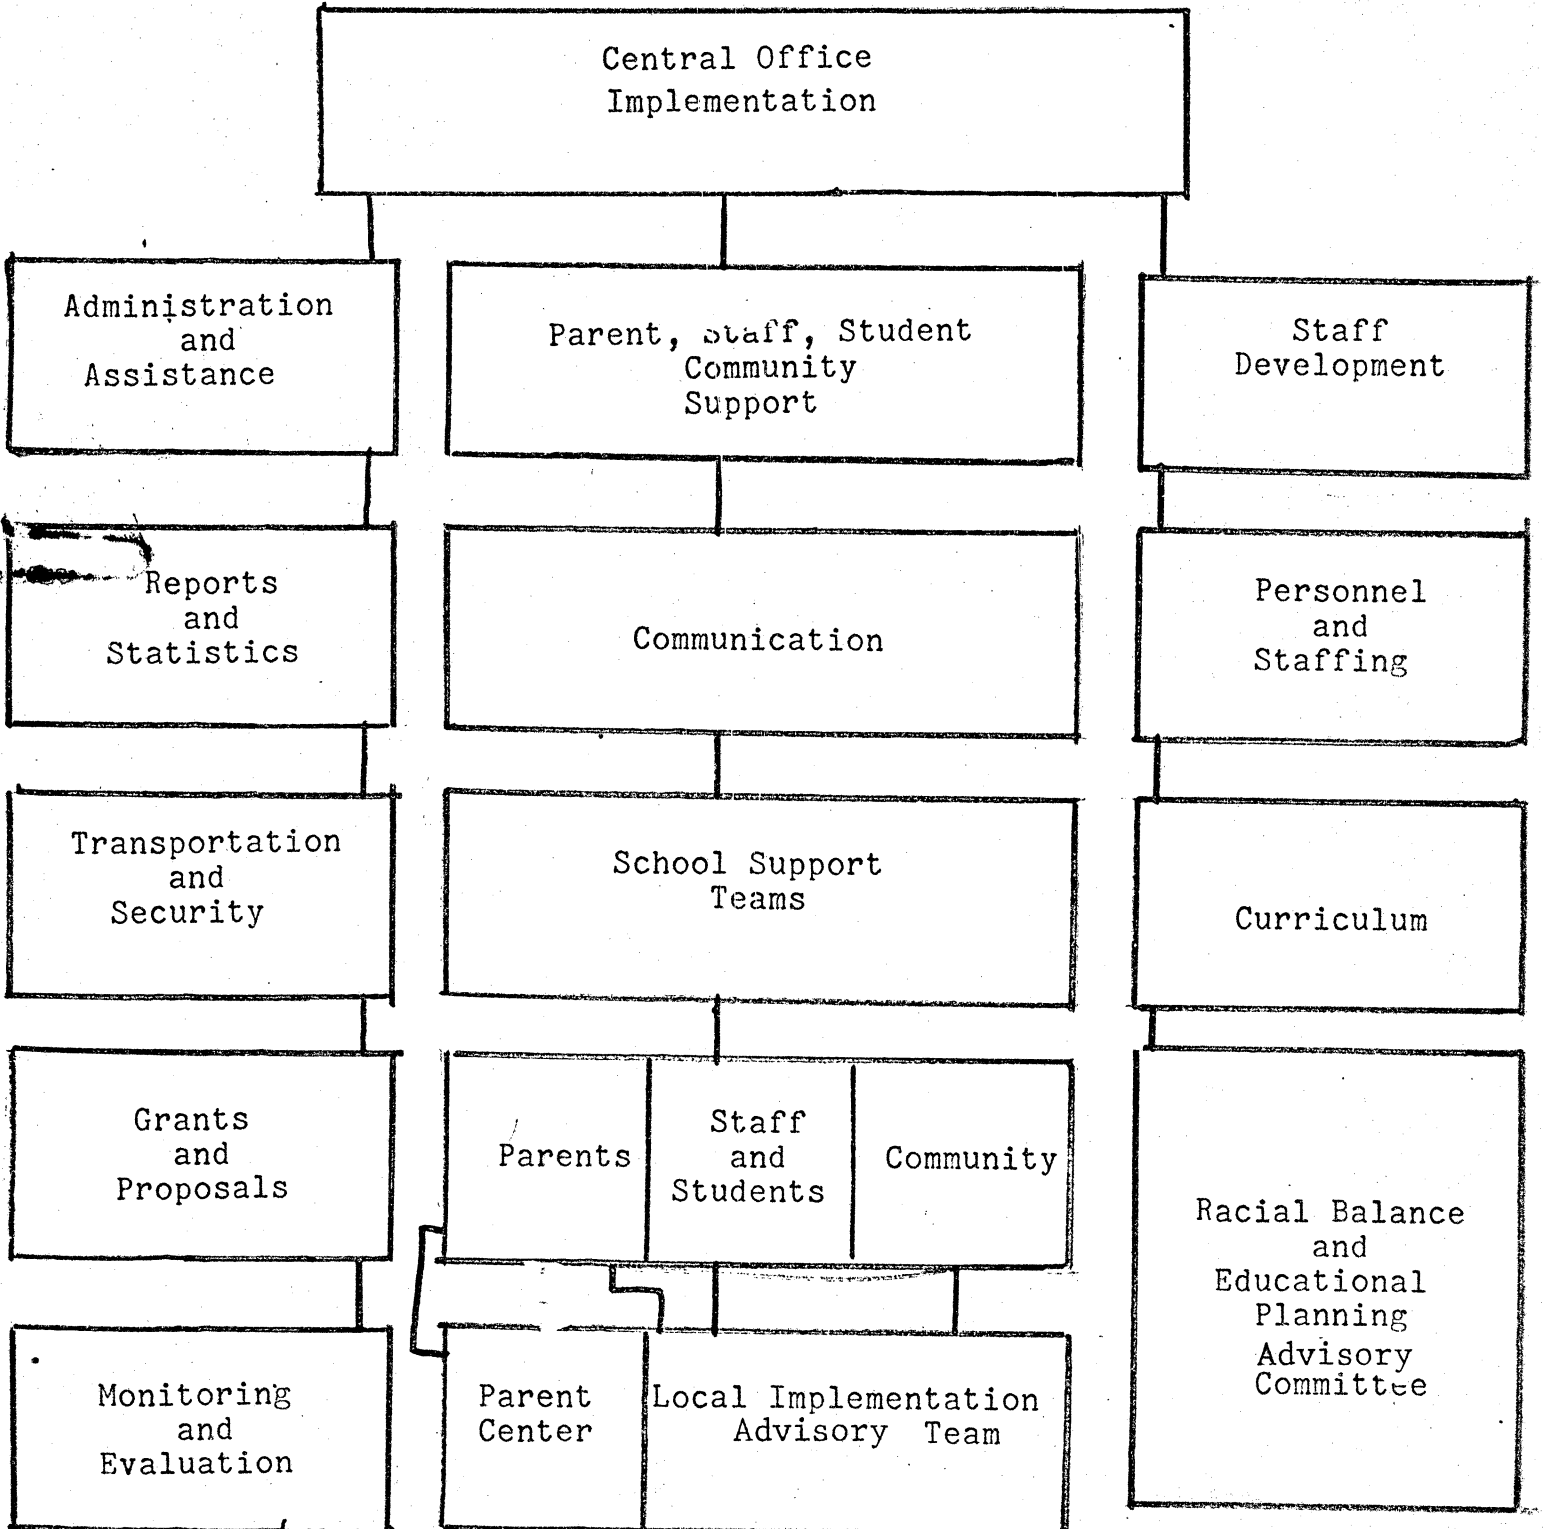 Central Office
Implementation
Administration
and
Assistance
Parent, Staff, Student
Community
Support
Staff
Development
Reports
and
Statistics
Communication
Personnel
and
Staffing
Transportation
and
Security
School Support
Teams
Curriculum
Grants
and
Proposals
Parents
Staff
and
Students
Community
Racial Balance
and
Educational
Planning
Advisory
Committee
Monitoring
and
Evaluation
Parent
Center
Local Implementation
Advisory Team